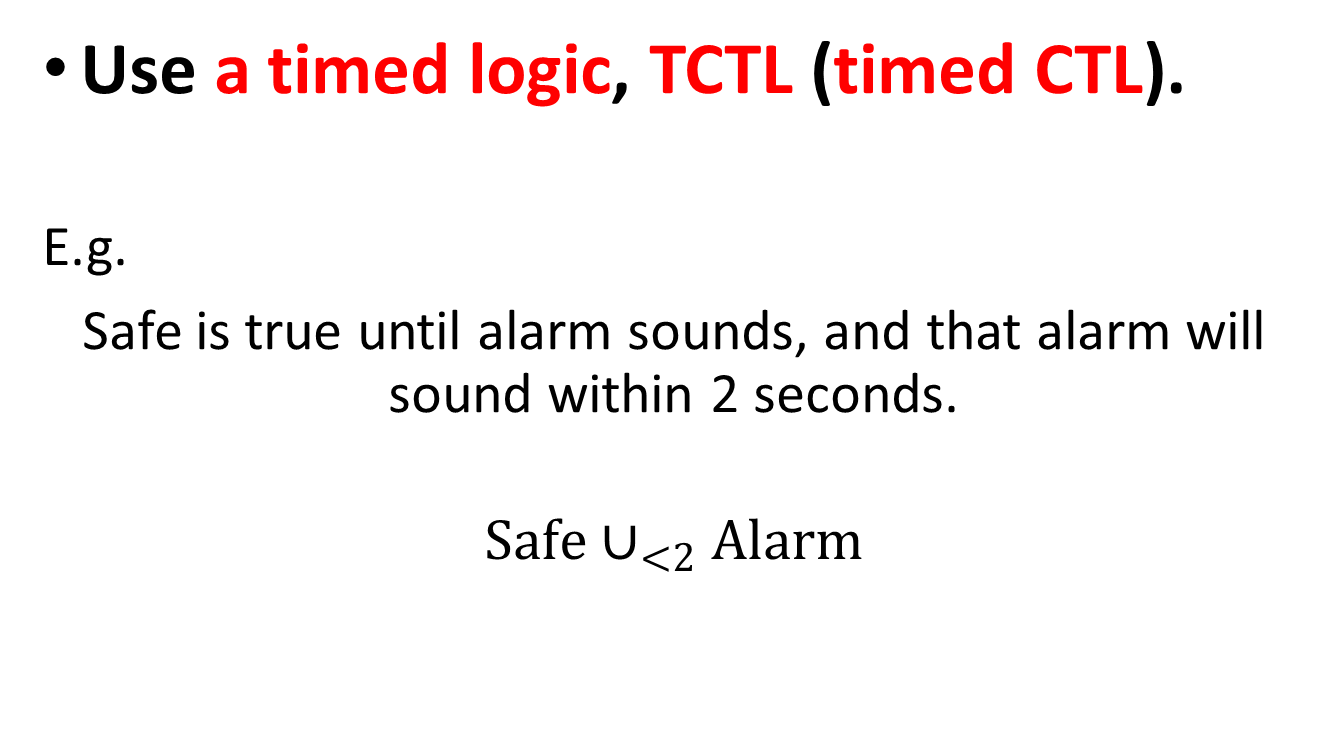 • Use a timed logic, TCTL (timed CTL).
E.g.
Safe is true until alarm sounds, and that alarm will
sound within 2 seconds.
Safe ∪<2 Alarm